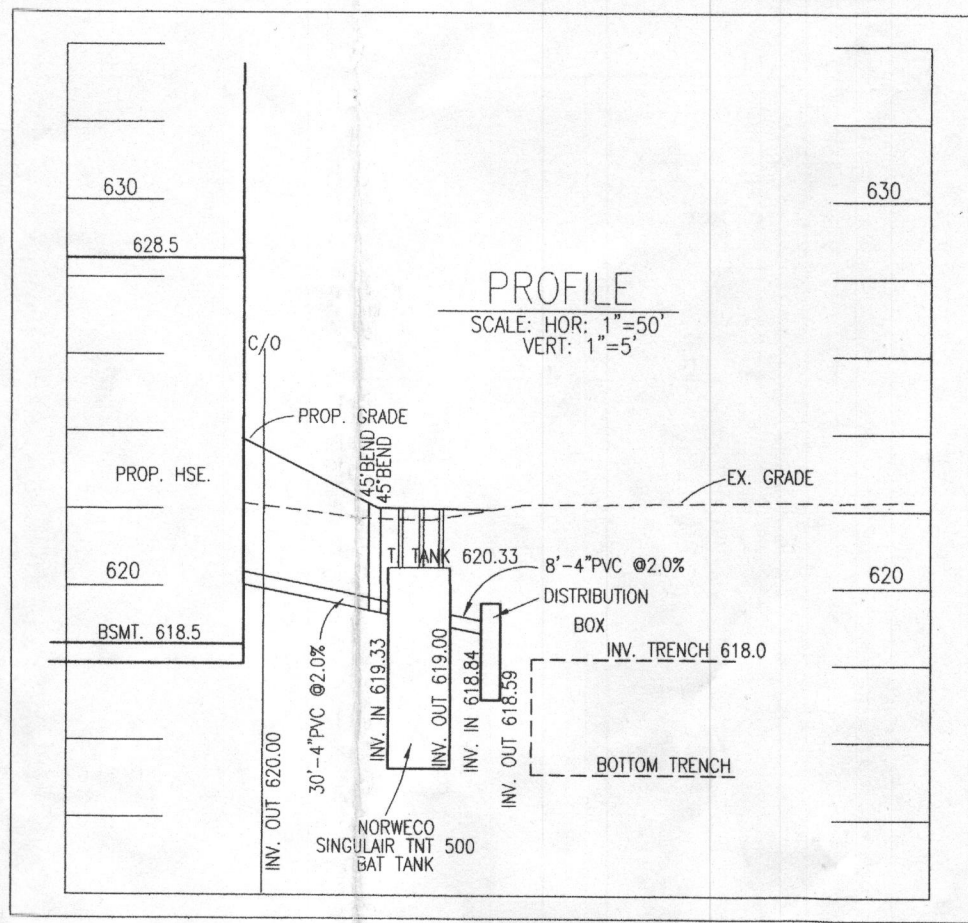 630
630
628.5
PROFILE
SCALE: HOR: 1"=50'
VERT: 1"=5'
C/O
PROP. GRADE
45°BEND
45°BEND
PROP. HSE.
EX. GRADE
T. TANK 620.33
8'-4"PVC @2.0%
620
620
DISTRIBUTION
BOX
BSMT. 618.5
INV. TRENCH 618.0
30'-4"PVC @2.0%
INV. IN 619.33
INV. OUT 619.00
INV. IN 618.84
INV. OUT 618.59
INV. OUT 620.00
BOTTOM TRENCH
NORWECO
SINGULAIR TNT 500
BAT TANK